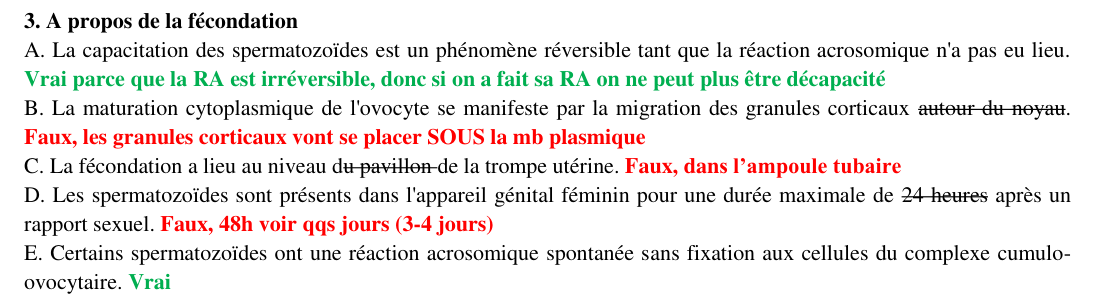 3. A propos de la fécondation
A. La capacitation des spermatozoïdes est un phénomène réversible tant que la réaction acrosomique n'a pas eu lieu.
Vrai parce que la RA est irréversible, donc si on a fait sa RA on ne peut plus être décapacité
B. La maturation cytoplasmique de l'ovocyte se manifeste par la migration des granules corticaux autour du noyau.
Faux, les granules corticaux vont se placer SOUS la mb plasmique
C. La fécondation a lieu au niveau du pavillon de la trompe utérine. Faux, dans l’ampoule tubaire
D. Les spermatozoïdes sont présents dans l'appareil génital féminin pour une durée maximale de 24 heures après un
rapport sexuel. Faux, 48h voir qqs jours (3-4 jours)
E. Certains spermatozoïdes ont une réaction acrosomique spontanée sans fixation aux cellules du complexe cumulo-
ovocytaire. Vrai